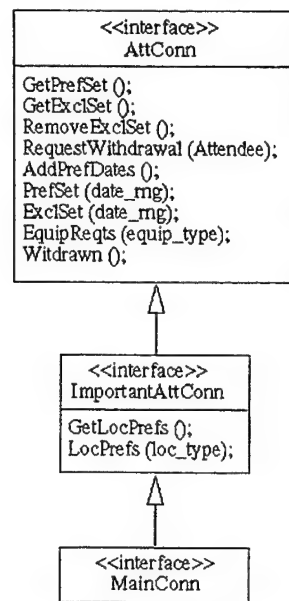 <<interface>>
AttConn
GetPrefSet ();
GetExclSet ();
RemoveExclSet ();
RequestWithdrawal (Attendee);
AddPrefDates ();
PrefSet (date_rng);
ExclSet (date_rng);
EquipReqts (equip_type);
Witdrawn ();
<<interface>>
ImportantAttConn
GetLocPrefs ();
LocPrefs (loc_type);
<<interface>>
MainConn